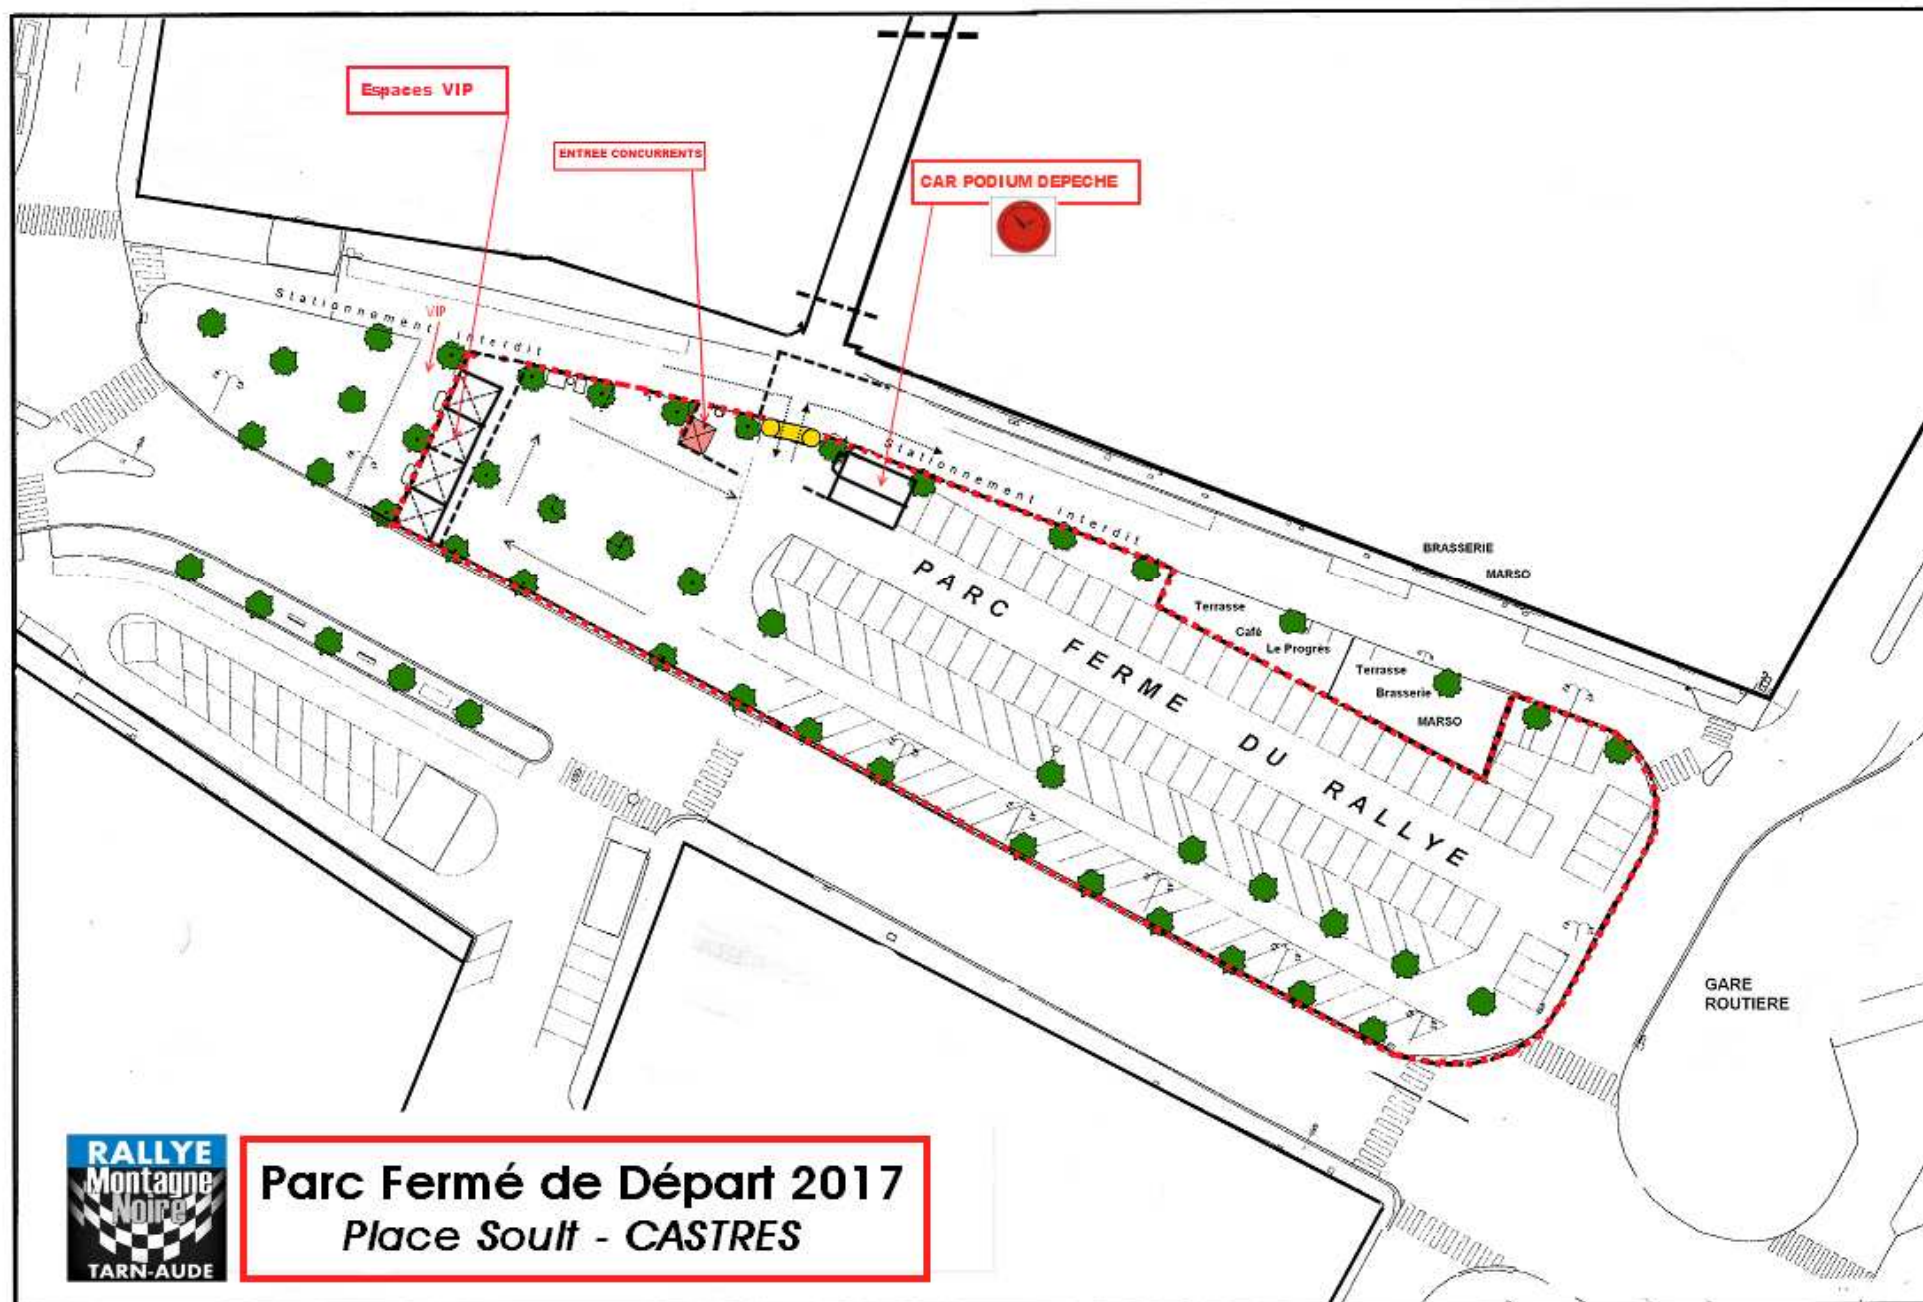 Espaces VIP
ENTREE CONCURRENTS
CAR PODIUM DEPECHE
Stationnement interdit
VIP
Stationnement interdit
BRASSERIE
MARSO
PARC FERME DU RALLYE
Terrasse
Café
Le Progrès
Terrasse
Brasserie
MARSO
GARE
ROUTIERE
RALLYE
Montagne
Noire
TARN-AUDE
Parc Fermé de Départ 2017
Place Soult - CASTRES